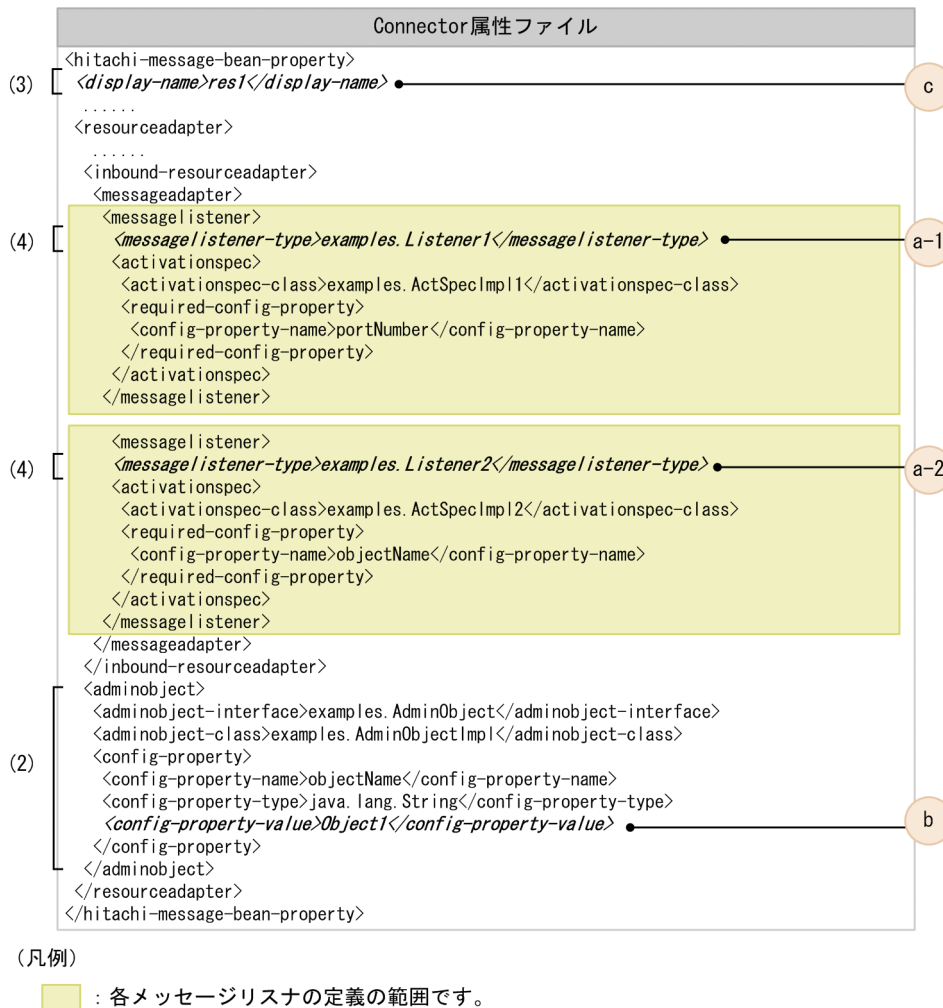 Connector属性ファイル
<hitachi-message-bean-property>
(3) <display-name>res1</display-name> c
......
<resourceadapter>
......
<inbound-resourceadapter>
<messageadapter>
<messagelistener>
(4) <messagelistener-type>examples.Listener1</messagelistener-type> a-1
<activationspec>
<activationspec-class>examples.ActSpecImpl1</activationspec-class>
<required-config-property>
<config-property-name>portNumber</config-property-name>
</required-config-property>
</activationspec>
</messagelistener>
<messagelistener>
(4) <messagelistener-type>examples.Listener2</messagelistener-type> a-2
<activationspec>
<activationspec-class>examples.ActSpecImpl2</activationspec-class>
<required-config-property>
<config-property-name>objectName</config-property-name>
</required-config-property>
</activationspec>
</messagelistener>
</messageadapter>
</inbound-resourceadapter>
<adminobject>
<adminobject-interface>examples.AdminObject</adminobject-interface>
<adminobject-class>examples.AdminObjectImpl</adminobject-class>
<config-property>
(2) <config-property-name>objectName</config-property-name>
<config-property-type>java.lang.String</config-property-type>
<config-property-value>Object1</config-property-value> b
</config-property>
</adminobject>
</resourceadapter>
</hitachi-message-bean-property>
(凡例)
：各メッセージリスナの定義の範囲です。